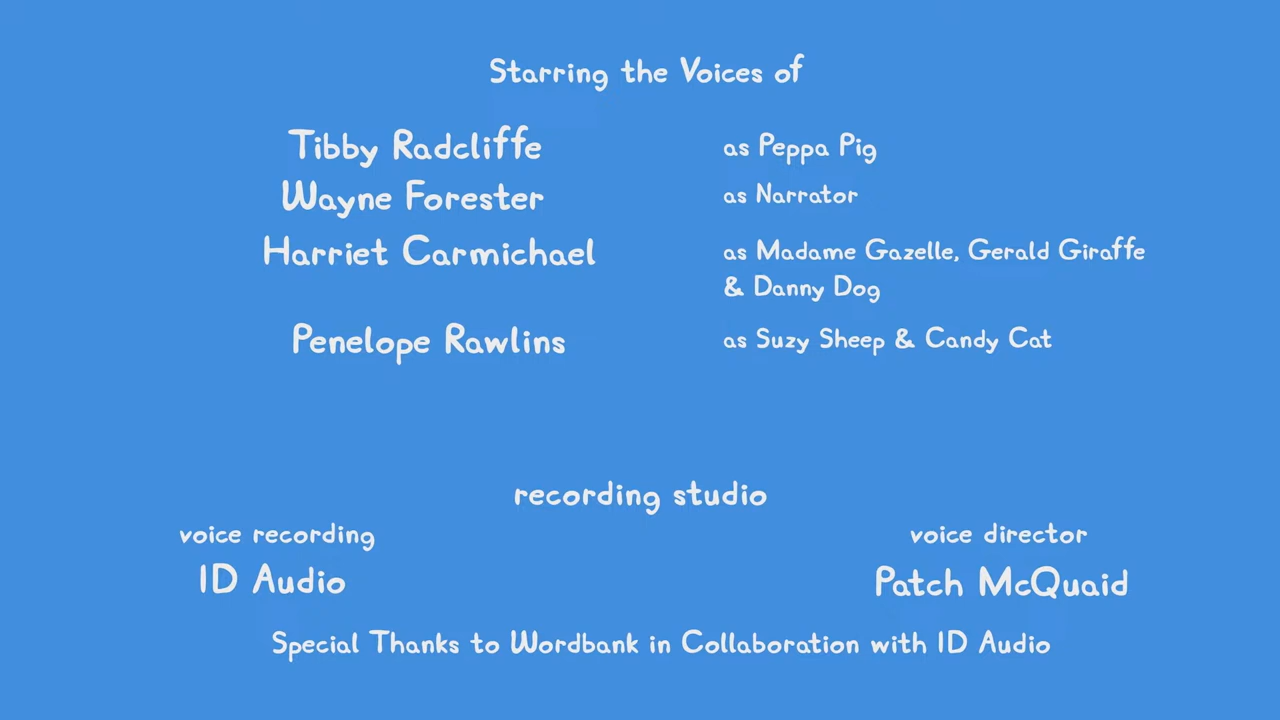 Starring the Voices of
Tibby Radcliffe as Peppa Pig
Wayne Forester as Narrator
Harriet Carmichael as Madame Gazelle, Gerald Giraffe
& Danny Dog
Penelope Rawlins as Suzy Sheep & Candy Cat
recording studio
voice recording voice director
ID Audio Patch McQuaid
Special Thanks to Wordbank in Collaboration with ID Audio